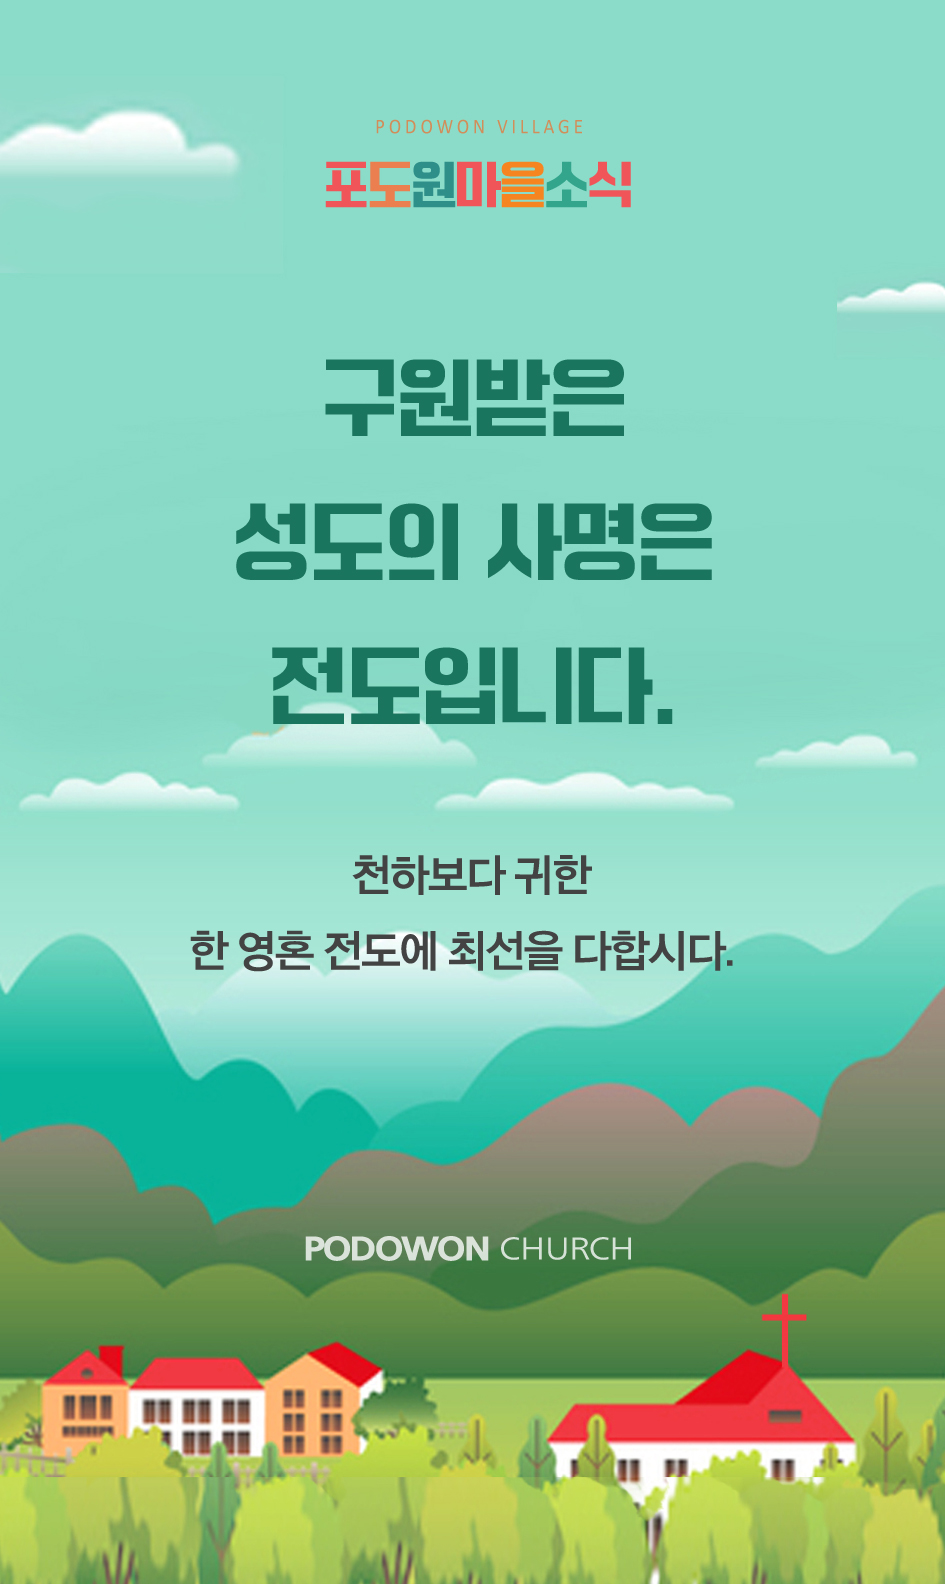 PODOWON VILLAGE
포도원마을소식
구원받은
성도의 사명은
전도입니다.
천하보다 귀한
한 영혼 전도에 최선을 다합시다.
PODOWON CHURCH